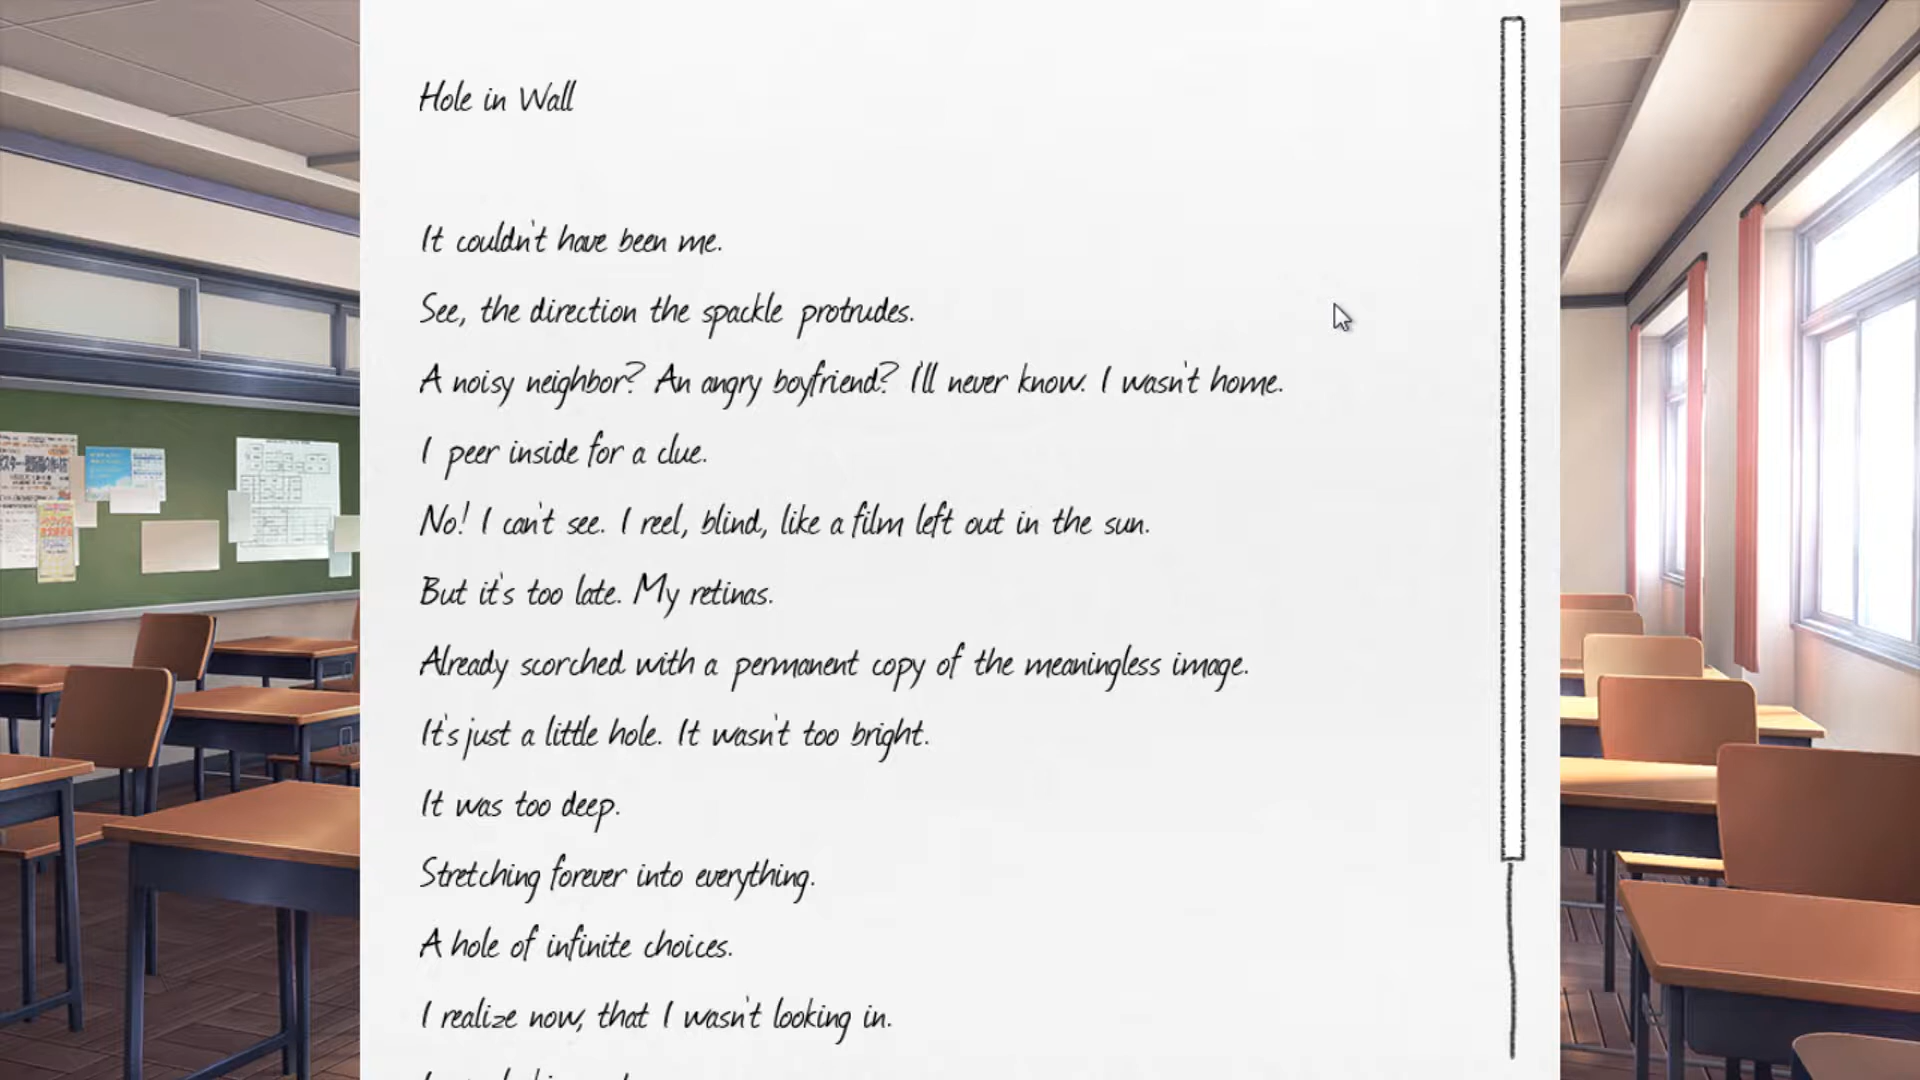 Hole in Wall
It couldn't have been me.
See, the direction the spackle protrudes.
A noisy neighbor? An angry boyfriend? I'll never know. I wasn't home.
I peer inside for a clue.
No! I can't see. I reel, blind, like a film left out in the sun.
But it's too late. My retinas.
Already scorched with a permanent copy of the meaningless image.
It's just a little hole. It wasn't too bright.
It was too deep.
Stretching forever into everything.
A hole of infinite choices.
I realize now, that I wasn't looking in.